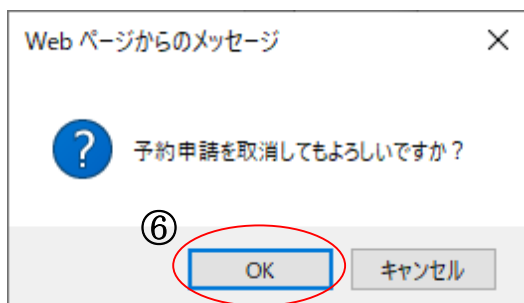 Web ページからのメッセージ
予約申請を取消してもよろしいですか？
⑥
OK
キャンセル